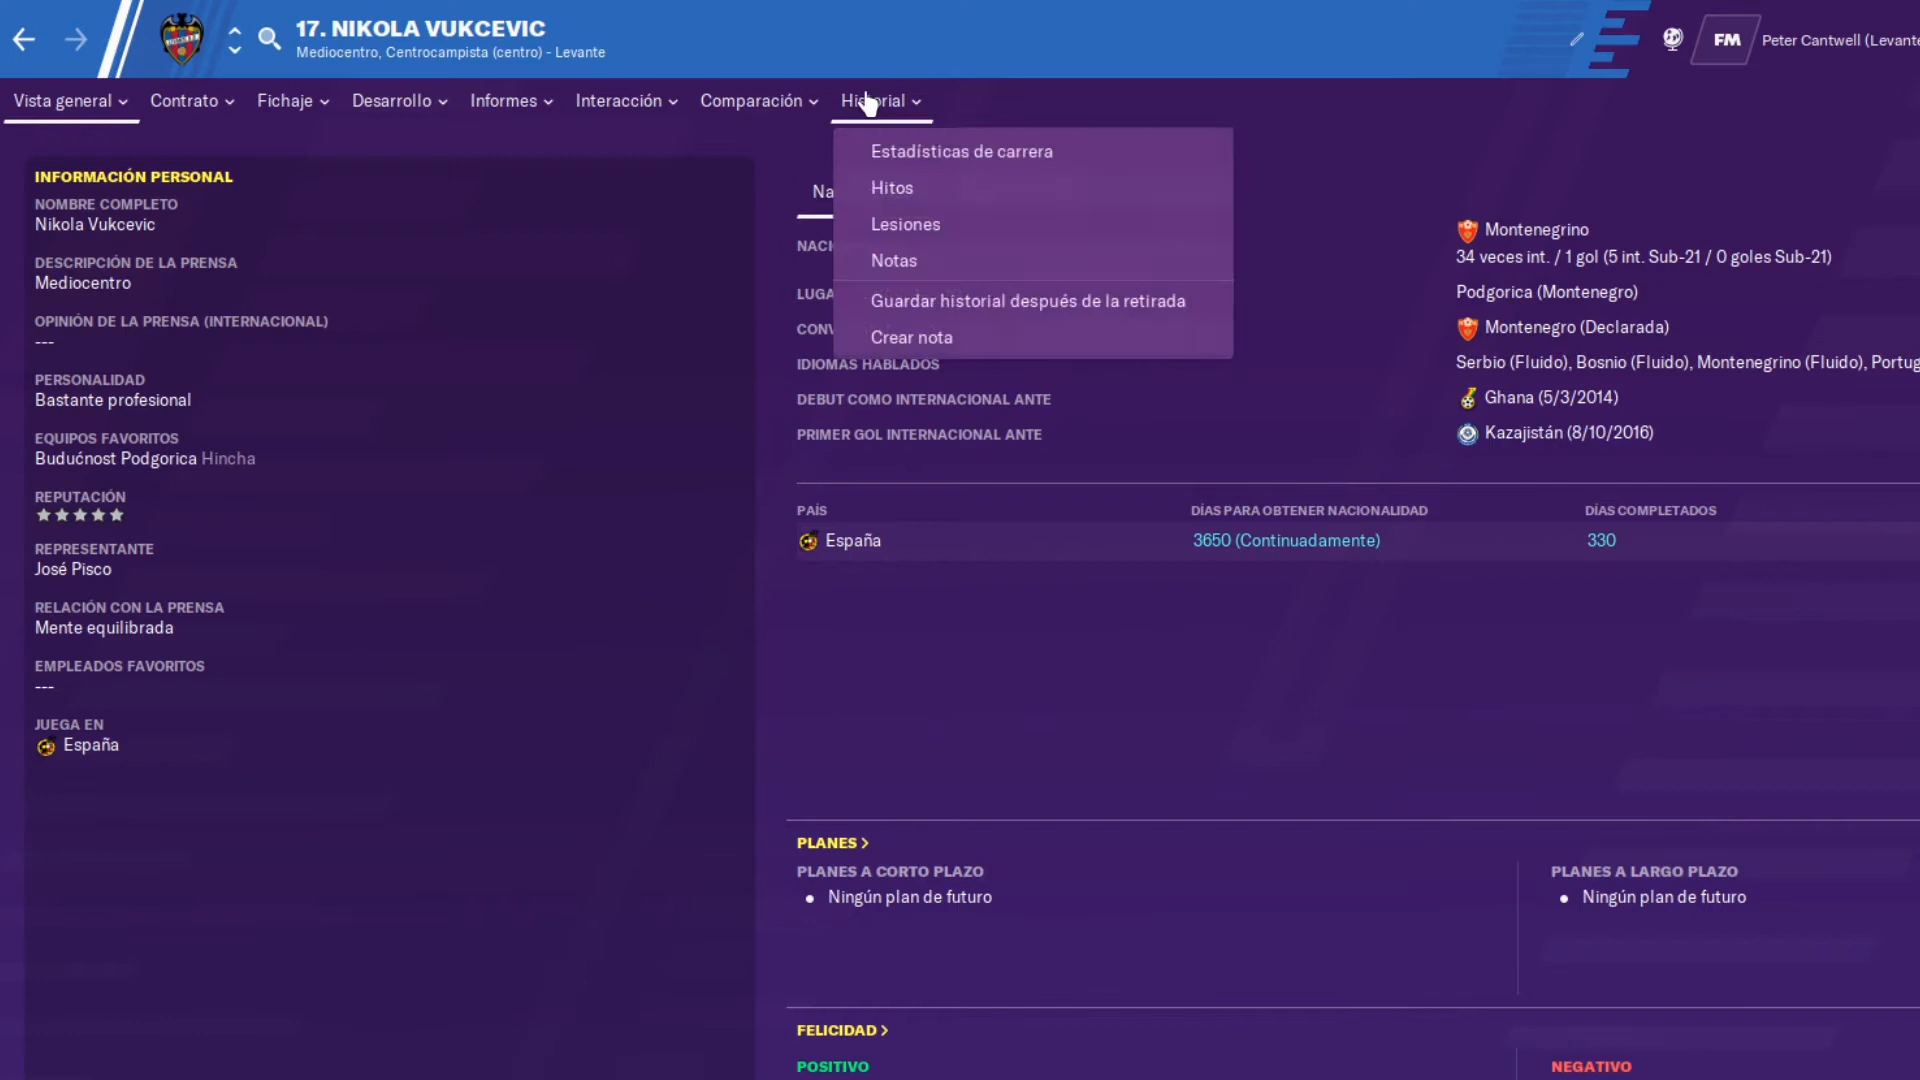 17. NIKOLA VUKCEVIC
Mediocentro, Centrocampista (centro) - Levante
FM
Peter Cantwell (Levante
Vista general
Contrato
Fichaje
Desarrollo
Informes
Interacción
Comparación
Historial
Estadísticas de carrera
Hitos
Lesiones
Notas
Guardar historial después de la retirada
Crear nota
INFORMACIÓN PERSONAL
NOMBRE COMPLETO
Nikola Vukcevic
DESCRIPCIÓN DE LA PRENSA
Mediocentro
OPINIÓN DE LA PRENSA (INTERNACIONAL)
---
PERSONALIDAD
Bastante profesional
EQUIPOS FAVORITOS
Budućnost Podgorica Hincha
REPUTACIÓN
REPRESENTANTE
José Pisco
RELACIÓN CON LA PRENSA
Mente equilibrada
EMPLEADOS FAVORITOS
---
JUEGA EN
España
Na
NACI
Montenegrino
34 veces int. / 1 gol (5 int. Sub-21 / 0 goles Sub-21)
LUGA
Podgorica (Montenegro)
CONV
Montenegro (Declarada)
IDIOMAS HABLADOS
Serbio (Fluido), Bosnio (Fluido), Montenegrino (Fluido), Portug
DEBUT COMO INTERNACIONAL ANTE
Ghana (5/3/2014)
PRIMER GOL INTERNACIONAL ANTE
Kazajistán (8/10/2016)
PAÍS
DÍAS PARA OBTENER NACIONALIDAD
DÍAS COMPLETADOS
España
3650 (Continuadamente)
330
PLANES >
PLANES A CORTO PLAZO
Ningún plan de futuro
PLANES A LARGO PLAZO
Ningún plan de futuro
FELICIDAD >
POSITIVO
NEGATIVO